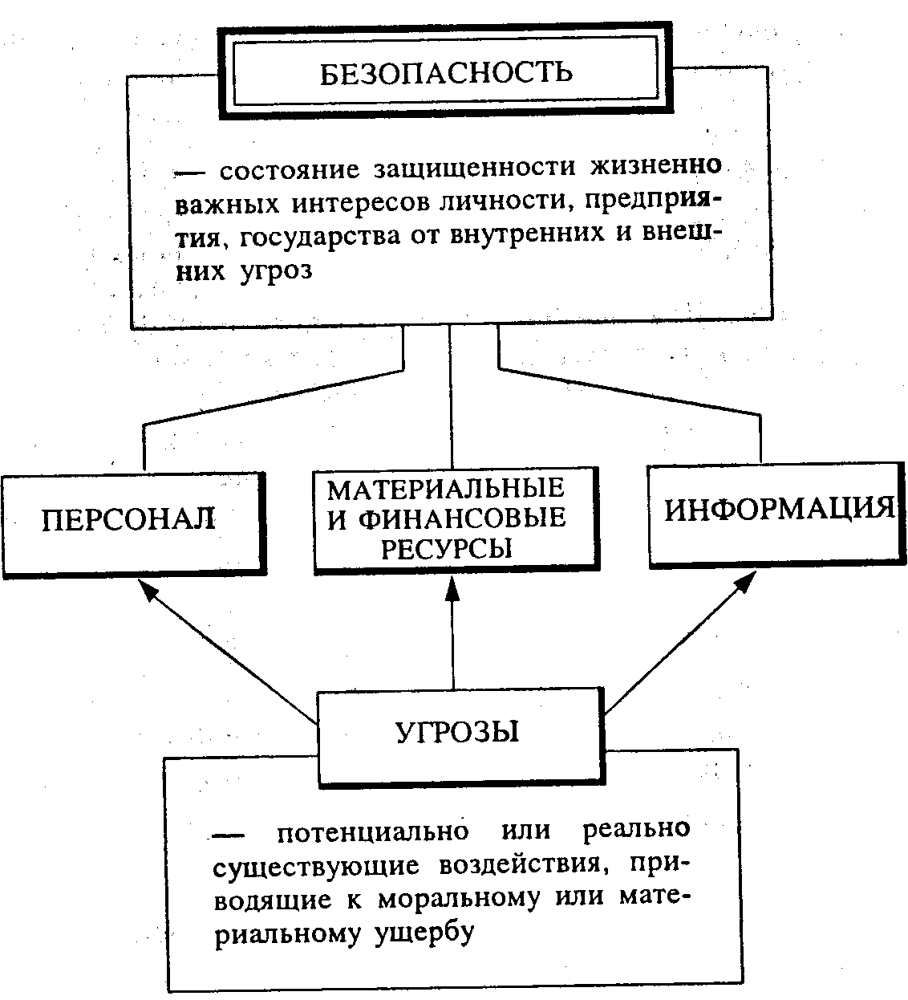 БЕЗОПАСНОСТЬ
— состояние защищенности жизненно
важных интересов личности, предприя-
тия, государства от внутренних и внеш-
них угроз
ПЕРСОНАЛ
МАТЕРИАЛЬНЫЕ
И ФИНАНСОВЫЕ
РЕСУРСЫ
ИНФОРМАЦИЯ
УГРОЗЫ
— потенциально или реально
существующие воздействия, при-
водящие к моральному или мате-
риальному ущербу